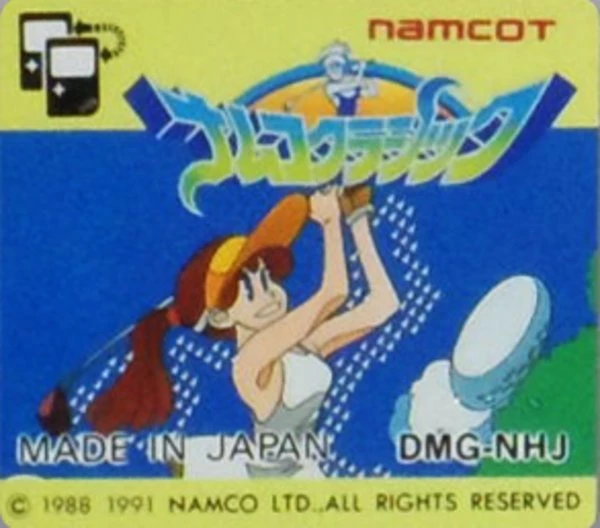 namcoT
ナムコクラシック
MADE IN JAPAN
DMG-NHJ
© 1988 1991 NAMCO LTD.,ALL RIGHTS RESERVED